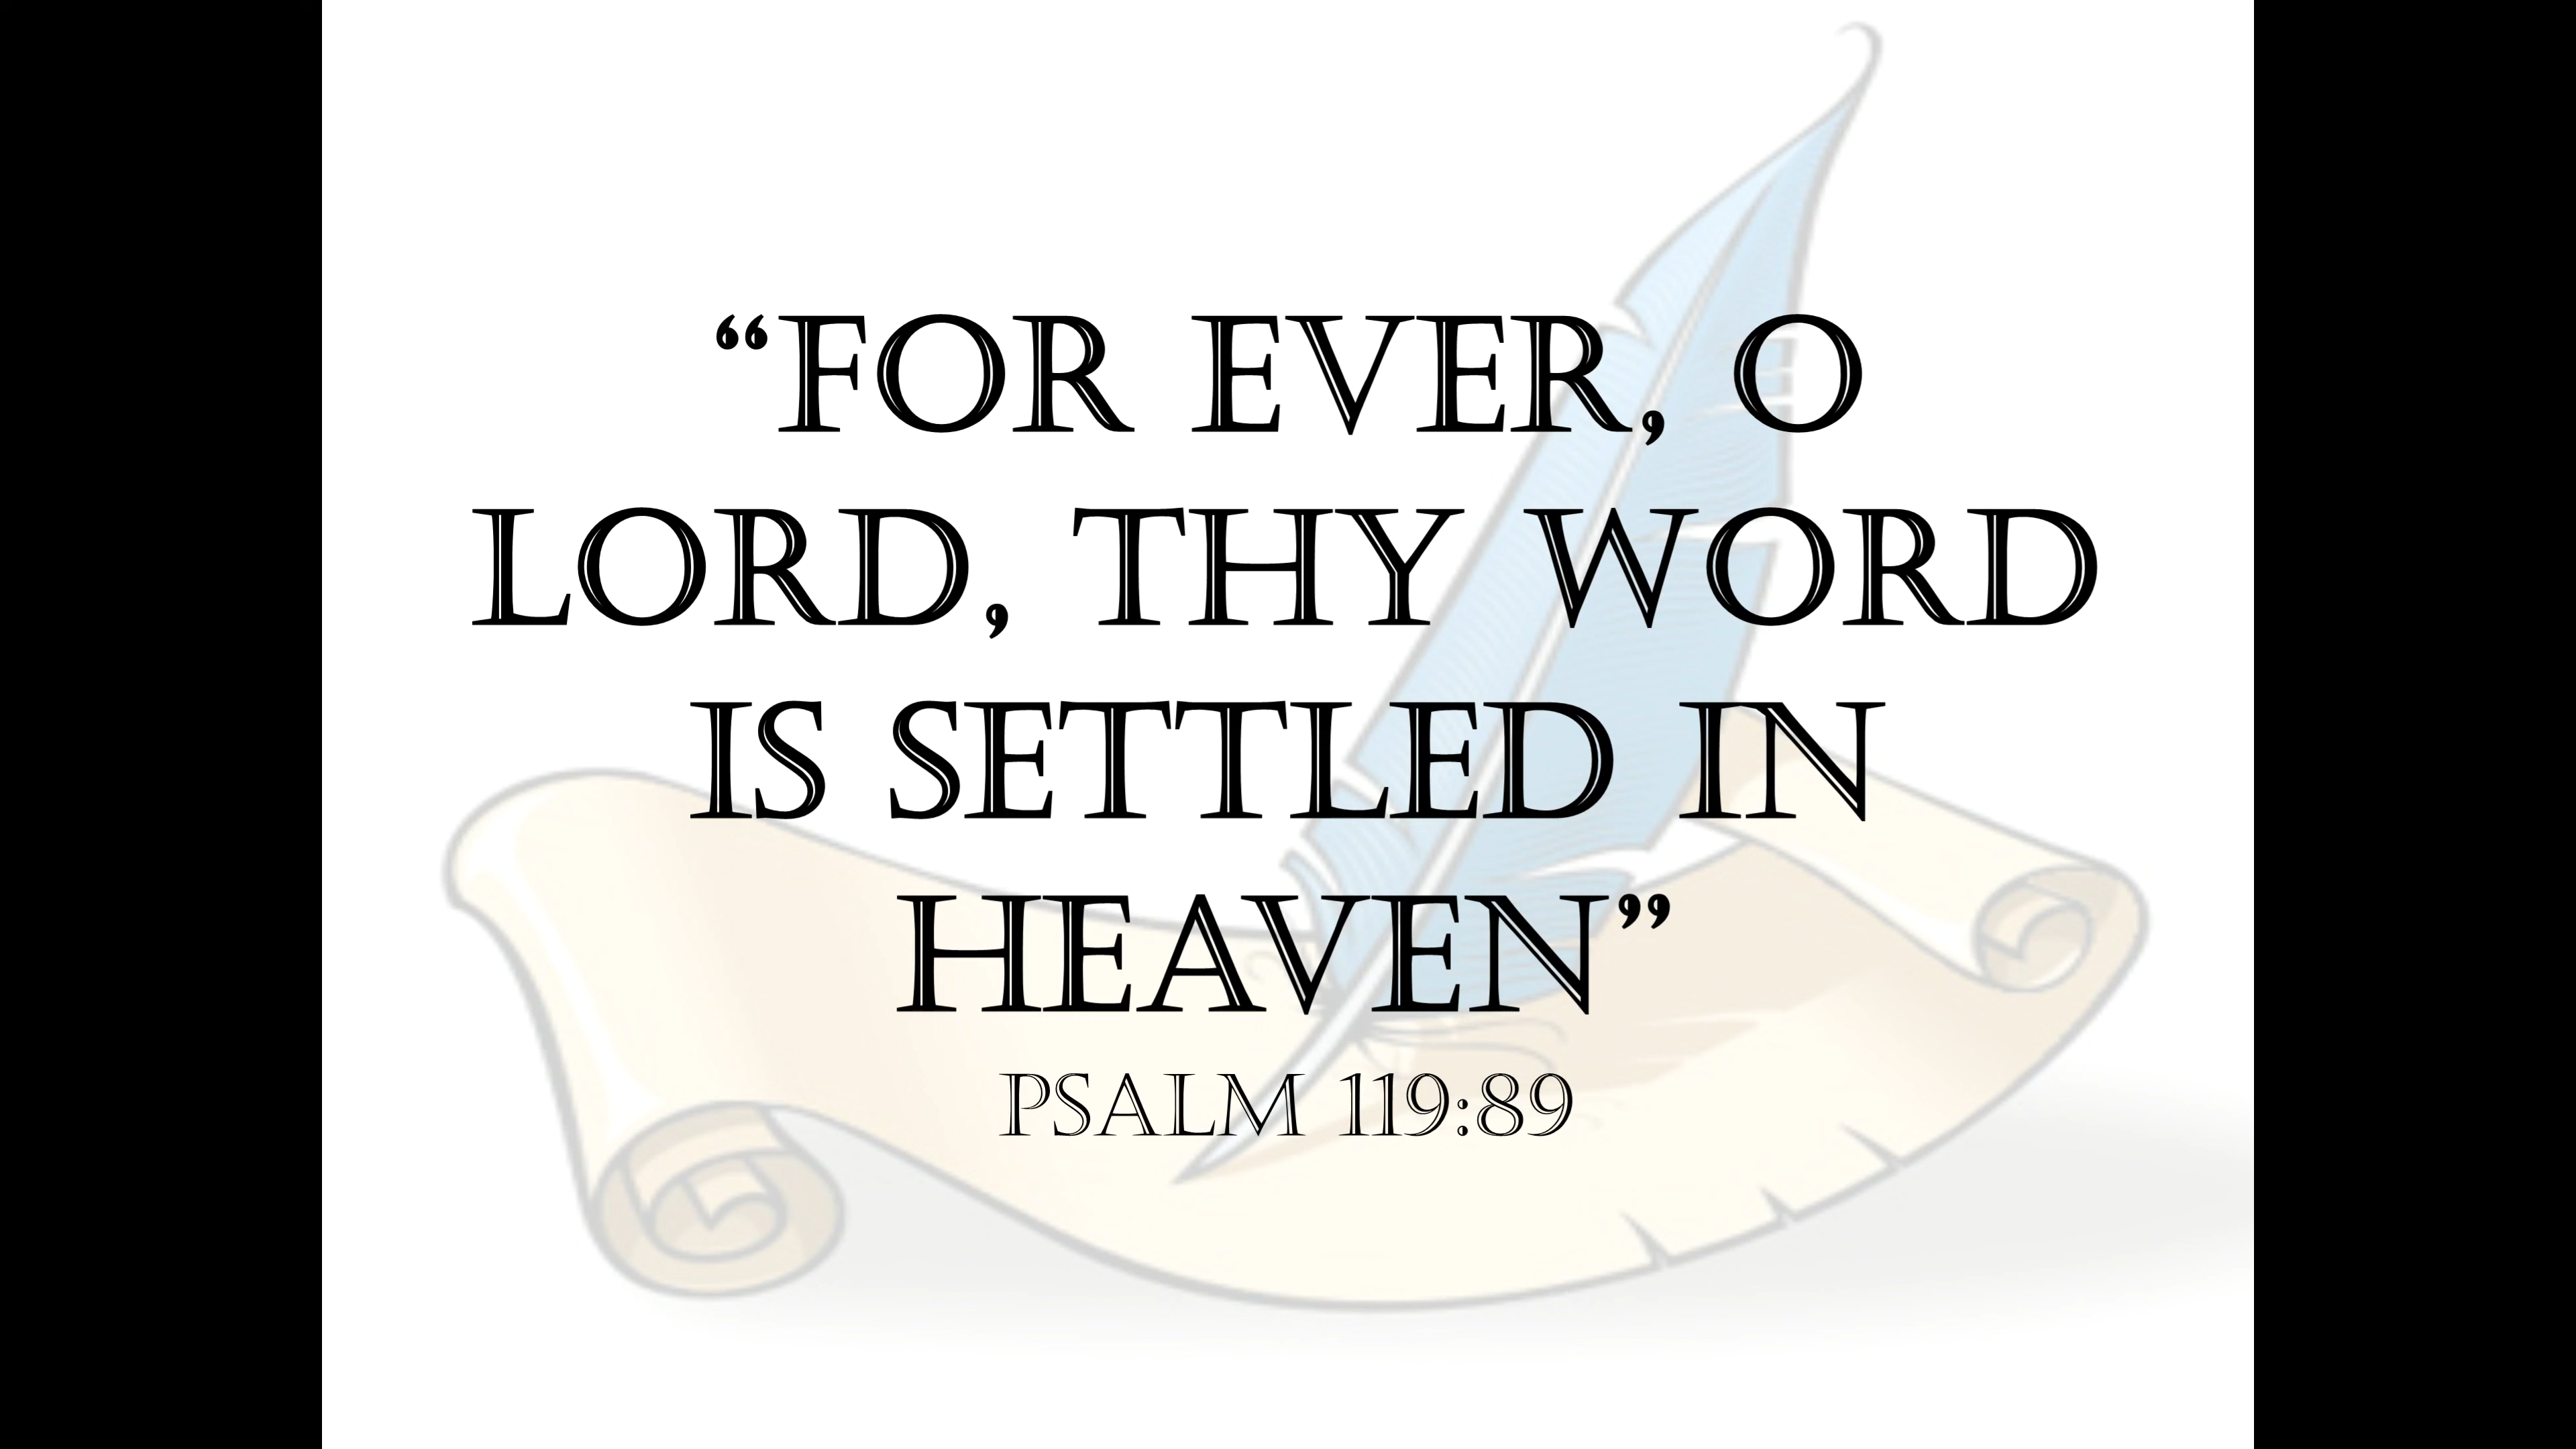 “FOR EVER, O
LORD, THY WORD
IS SETTLED IN
HEAVEN”
PSALM 119:89